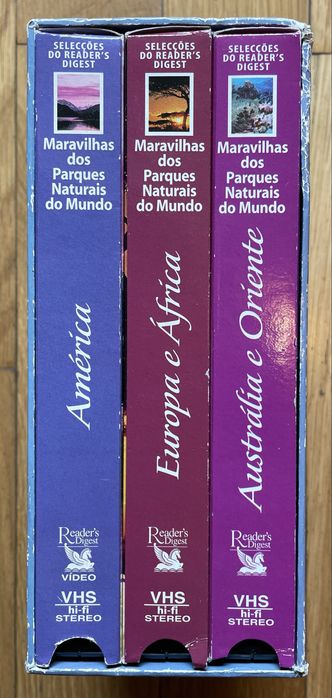 SELECÇÕES
DO READER'S
DIGEST
Maravilhas
dos
Parques
Naturais
do Mundo
América
Reader's
Digest
VÍDEO
VHS
hi-fi
STEREO
SELECÇÕES
DO READER'S
DIGEST
Maravilhas
dos
Parques
Naturais
do Mundo
Europa e África
Reader's
Digest
VHS
hi-fi
STEREO
SELECÇÕES
DO READER'S
DIGEST
Maravilhas
dos
Parques
Naturais
do Mundo
Austrália e Oriente
Reader's
Digest
VHS
hi-fi
STEREO